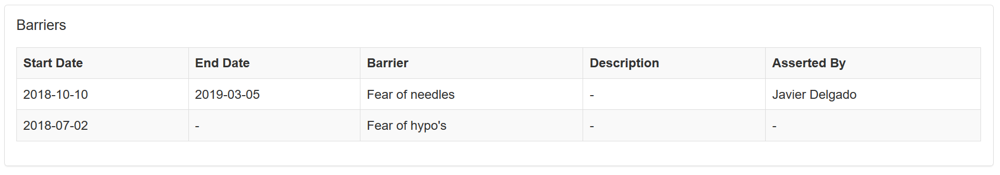 Barriers
Start Date End Date Barrier Description Asserted By
2018-10-10 2019-03-05 Fear of needles - Javier Delgado
2018-07-02 - Fear of hypo's - -